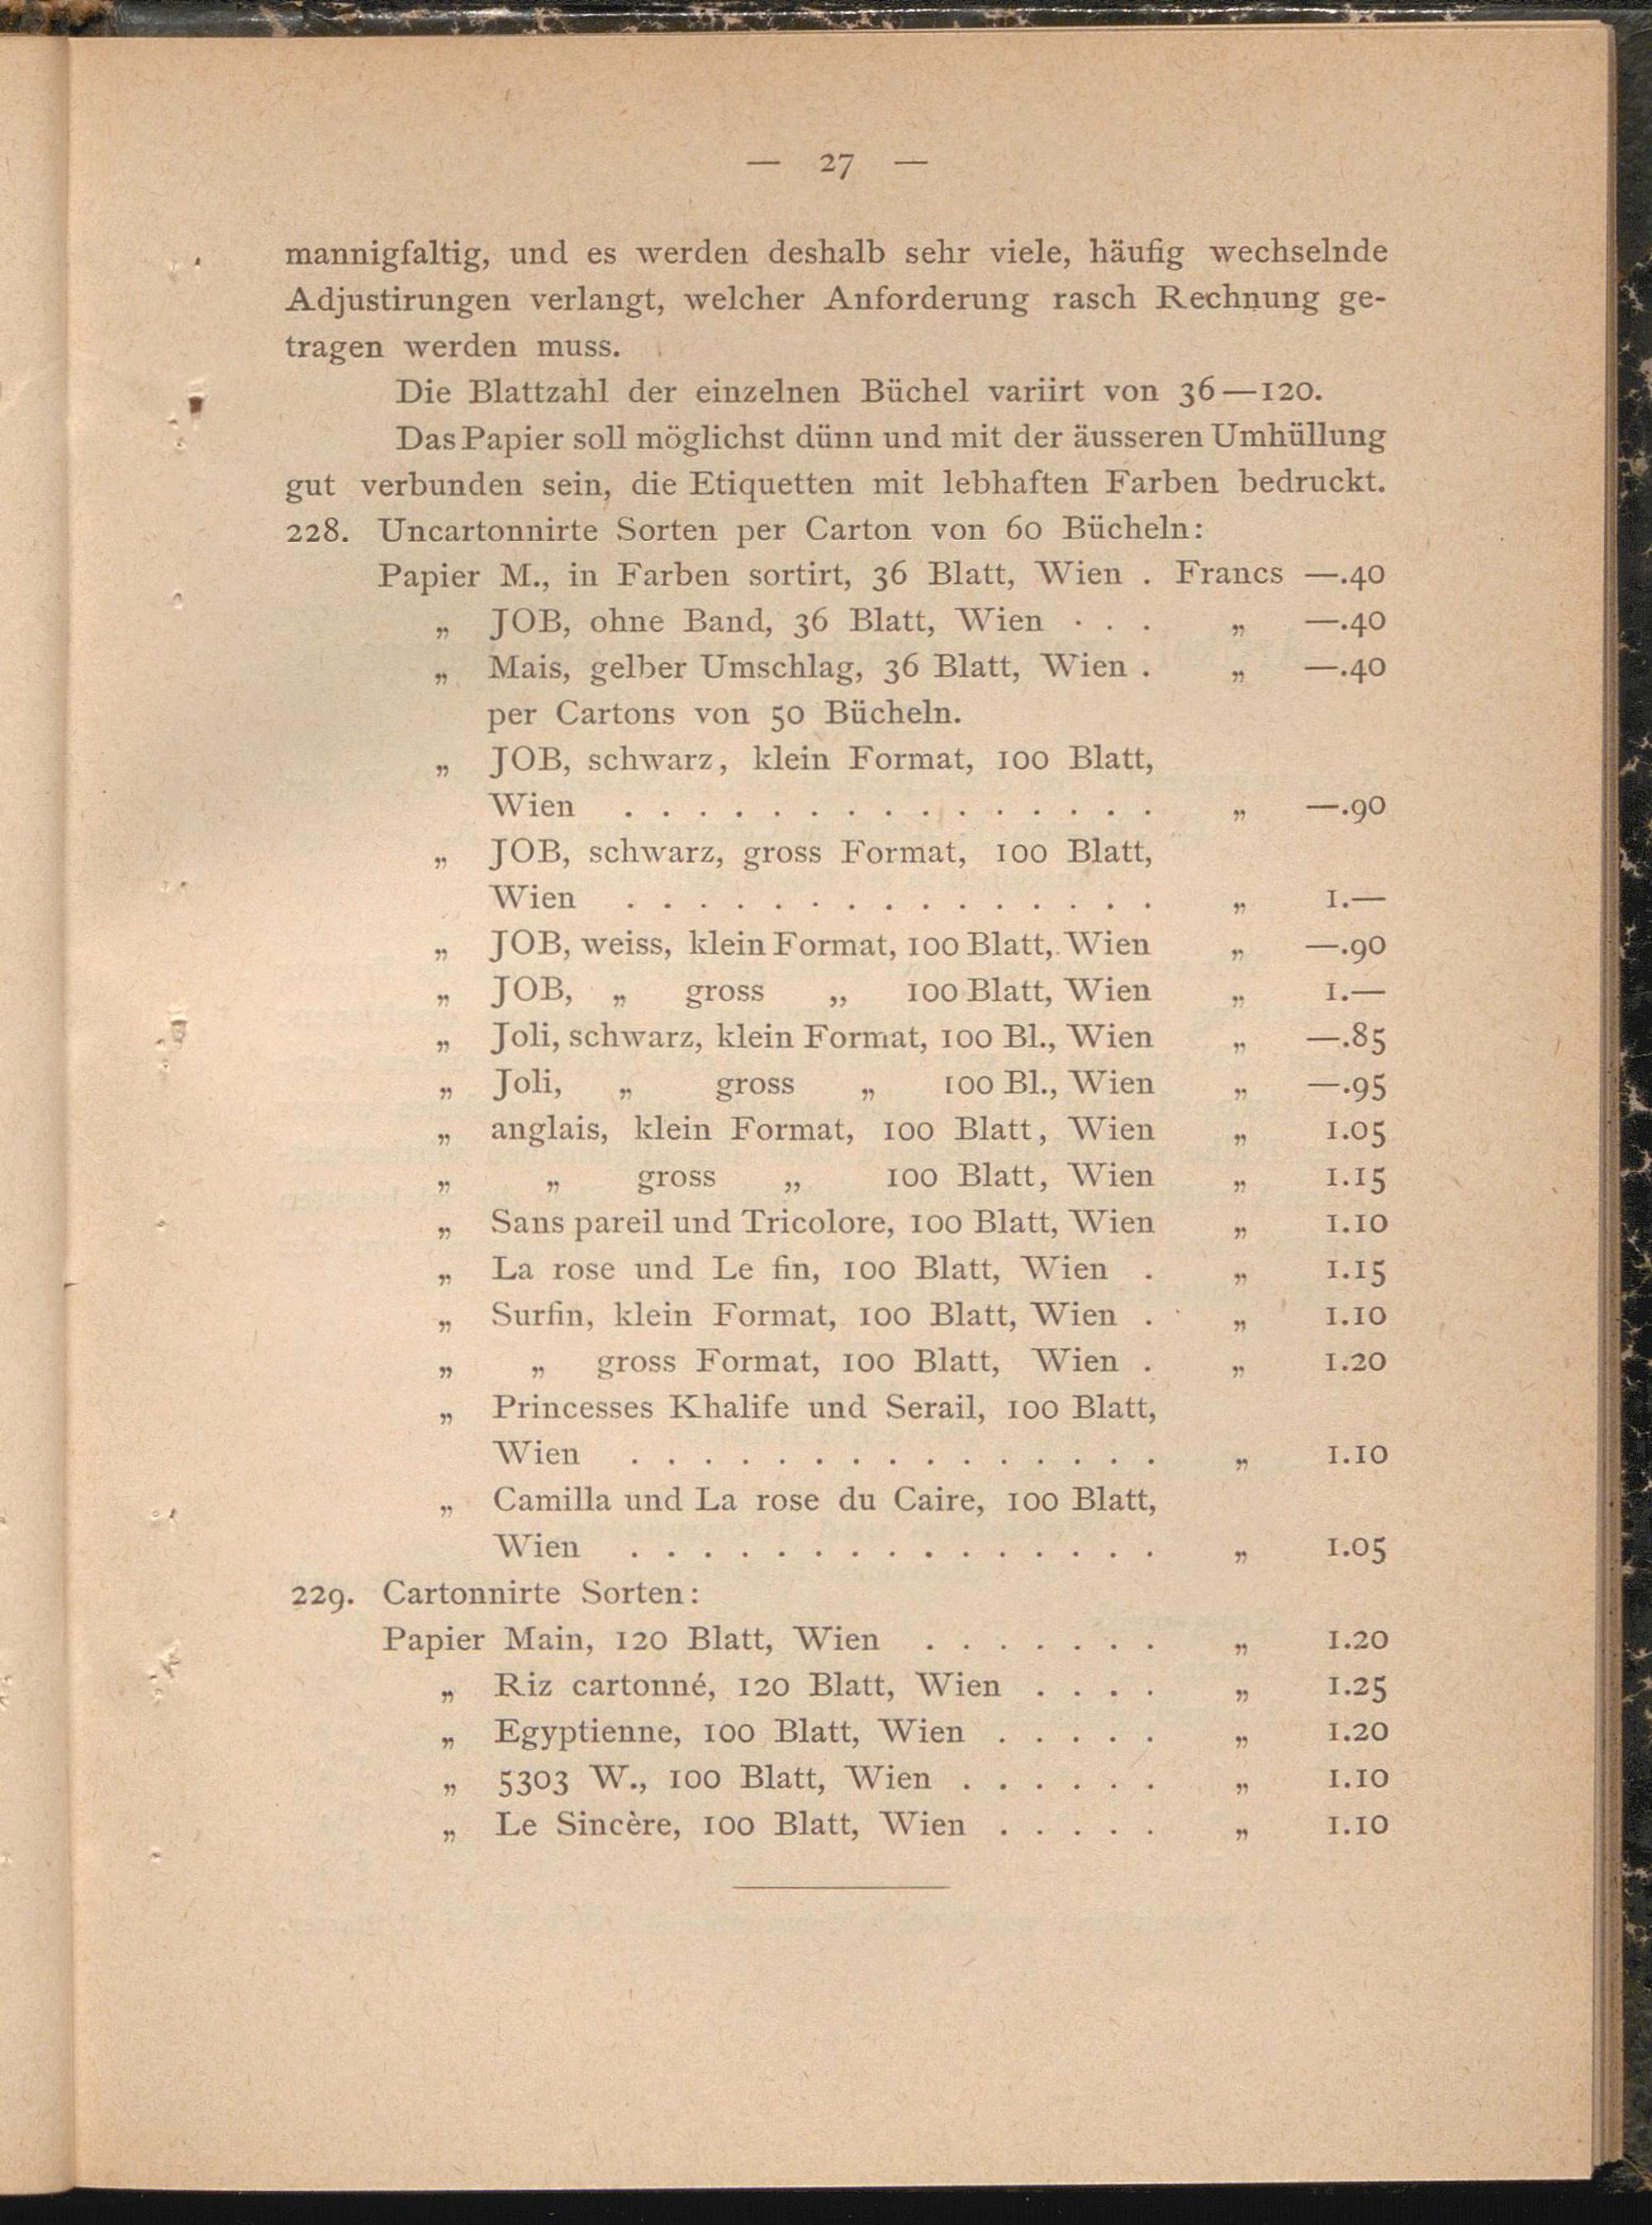 — 27 —
mannigfaltig, und es werden deshalb sehr viele, häufig wechselnde
Adjustirungen verlangt, welcher Anforderung rasch Rechnung ge-
tragen werden muss.
Die Blattzahl der einzelnen Büchel variirt von 36—120.
Das Papier soll möglichst dünn und mit der äusseren Umhüllung
gut verbunden sein, die Etiquetten mit lebhaften Farben bedruckt.
228. Uncartonnirte Sorten per Carton von 60 Bücheln:
Papier M., in Farben sortirt, 36 Blatt, Wien . Francs —.40
„ JOB, ohne Band, 36 Blatt, Wien . . . „ —.40
„ Mais, gelber Umschlag, 36 Blatt, Wien . „ —.40
per Cartons von 50 Bücheln.
„ JOB, schwarz, klein Format, 100 Blatt,
Wien . . . . . . . . . . . . . . . „ —.90
„ JOB, schwarz, gross Format, 100 Blatt,
Wien . . . . . . . . . . . . . . . „ 1.—
„ JOB, weiss, klein Format, 100 Blatt, Wien „ —.90
„ JOB, „ gross „ 100 Blatt, Wien „ 1.—
„ Joli, schwarz, klein Format, 100 Bl., Wien „ —.85
„ Joli, „ gross „ 100 Bl., Wien „ —.95
„ anglais, klein Format, 100 Blatt, Wien „ 1.05
„ „ gross „ 100 Blatt, Wien „ 1.15
„ Sans pareil und Tricolore, 100 Blatt, Wien „ 1.10
„ La rose und Le fin, 100 Blatt, Wien . „ 1.15
„ Surfin, klein Format, 100 Blatt, Wien . „ 1.10
„ „ gross Format, 100 Blatt, Wien . „ 1.20
„ Princesses Khalife und Serail, 100 Blatt,
Wien . . . . . . . . . . . . . . . „ 1.10
„ Camilla und La rose du Caire, 100 Blatt,
Wien . . . . . . . . . . . . . . . „ 1.05
229. Cartonnirte Sorten:
Papier Main, 120 Blatt, Wien . . . . . . . „ 1.20
„ Riz cartonné, 120 Blatt, Wien . . . . „ 1.25
„ Egyptienne, 100 Blatt, Wien . . . . . „ 1.20
„ 5303 W., 100 Blatt, Wien . . . . . . „ 1.10
„ Le Sincère, 100 Blatt, Wien . . . . . „ 1.10